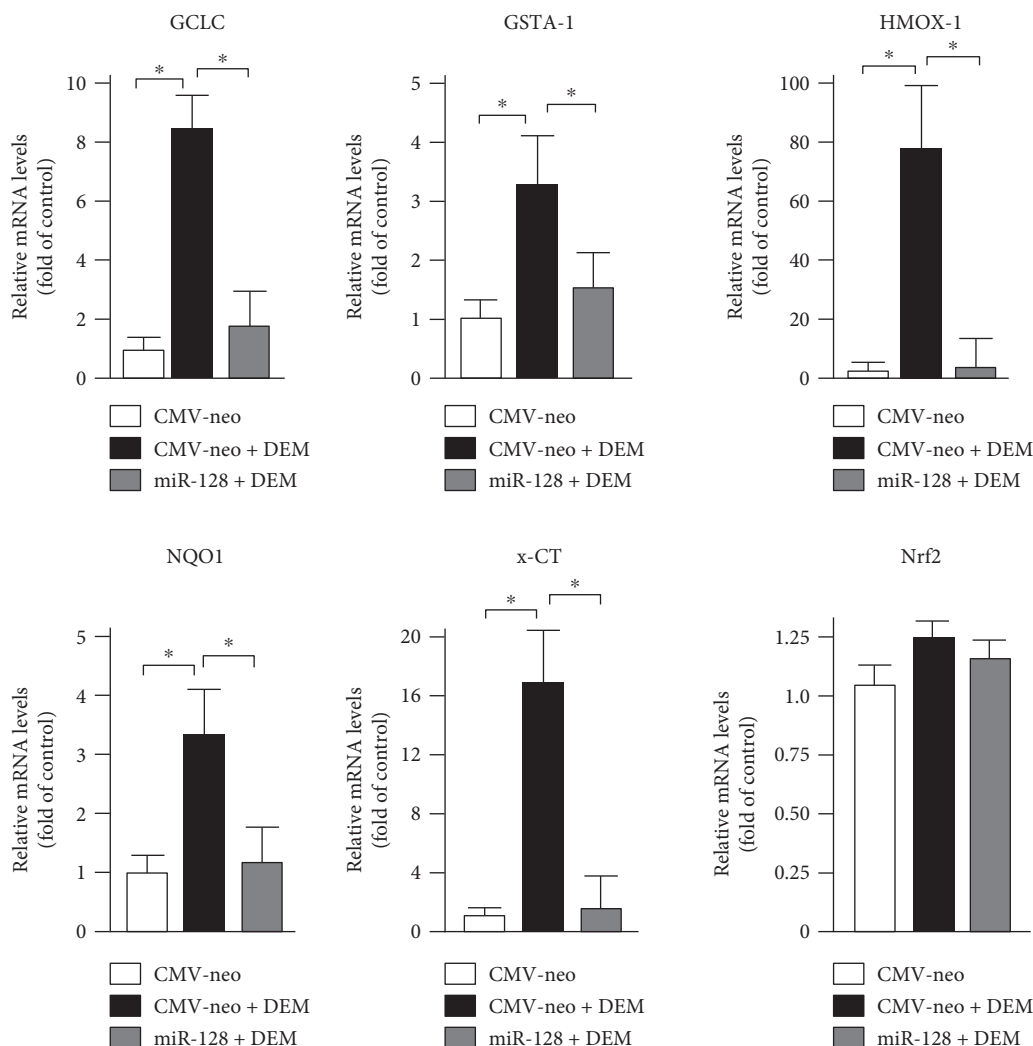 GCLC
Relative mRNA levels
(fold of control)
10
8
6
4
2
0
*
*
CMV-neo
CMV-neo + DEM
miR-128 + DEM
GSTA-1
Relative mRNA levels
(fold of control)
5
4
3
2
1
0
*
*
CMV-neo
CMV-neo + DEM
miR-128 + DEM
HMOX-1
Relative mRNA levels
(fold of control)
100
80
60
40
20
0
*
*
CMV-neo
CMV-neo + DEM
miR-128 + DEM
NQO1
Relative mRNA levels
(fold of control)
5
4
3
2
1
0
*
*
CMV-neo
CMV-neo + DEM
miR-128 + DEM
x-CT
Relative mRNA levels
(fold of control)
20
16
12
8
4
0
*
*
CMV-neo
CMV-neo + DEM
miR-128 + DEM
Nrf2
Relative mRNA levels
(fold of control)
1.25
1.0
0.75
0.50
0.25
0
CMV-neo
CMV-neo + DEM
miR-128 + DEM